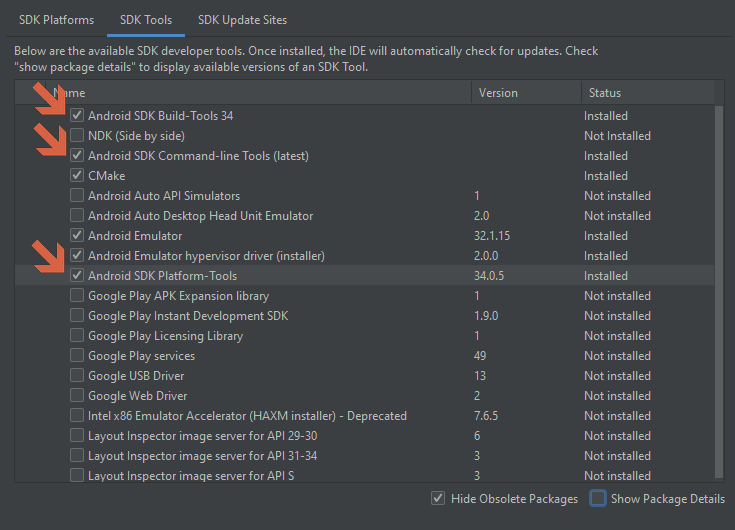 SDK Platforms SDK Tools SDK Update Sites
Below are the available SDK developer tools. Once installed, the IDE will automatically check for updates. Check
"show package details" to display available versions of an SDK Tool.
Name Version Status
Android SDK Build-Tools 34 Installed
NDK (Side by side) Not Installed
Android SDK Command-line Tools (latest) Installed
CMake Installed
Android Auto API Simulators 1 Not installed
Android Auto Desktop Head Unit Emulator 2.0 Not installed
Android Emulator 32.1.15 Installed
Android Emulator hypervisor driver (installer) 2.0.0 Installed
Android SDK Platform-Tools 34.0.5 Installed
Google Play APK Expansion library 1 Not installed
Google Play Instant Development SDK 1.9.0 Not installed
Google Play Licensing Library 1 Not installed
Google Play services 49 Not installed
Google USB Driver 13 Not installed
Google Web Driver 2 Not installed
Intel x86 Emulator Accelerator (HAXM installer) - Deprecated 7.6.5 Not installed
Layout Inspector image server for API 29-30 6 Not installed
Layout Inspector image server for API 31-34 3 Not installed
Layout Inspector image server for API S 3 Not installed
Hide Obsolete Packages Show Package Details